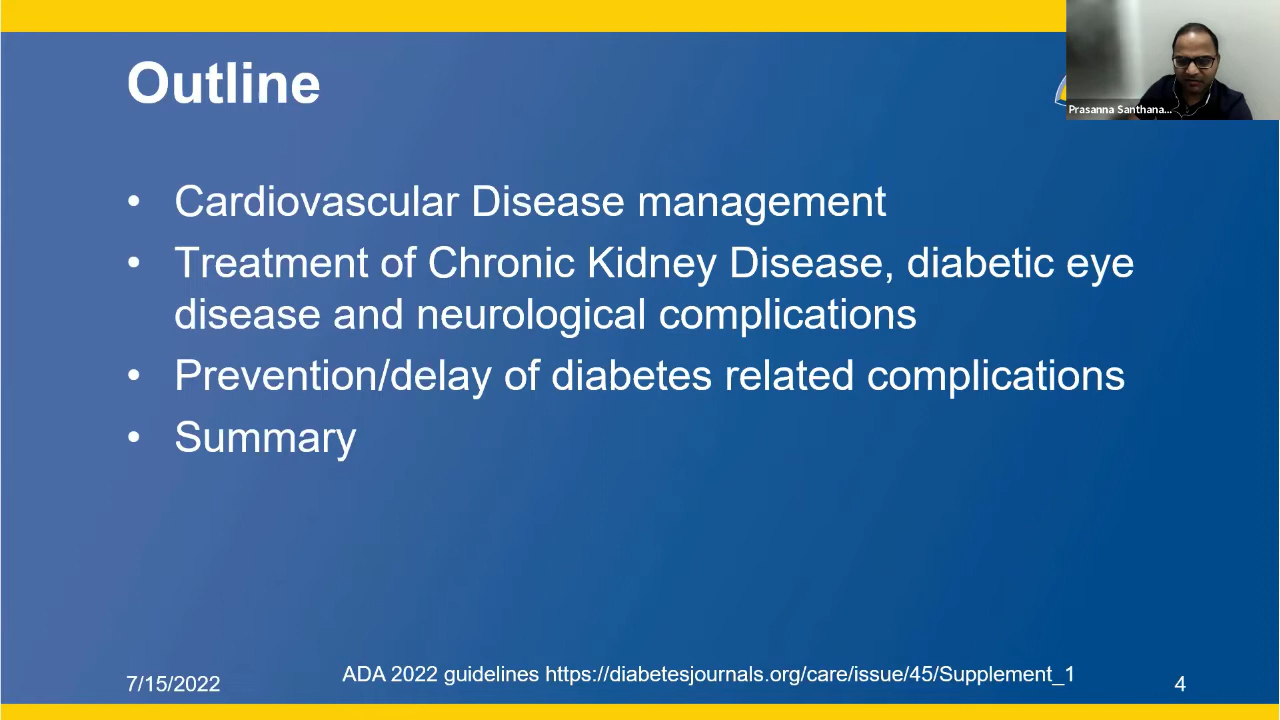 Outline
Prasanna Santhana...
• Cardiovascular Disease management
• Treatment of Chronic Kidney Disease, diabetic eye
disease and neurological complications
• Prevention/delay of diabetes related complications
• Summary
7/15/2022
ADA 2022 guidelines https://diabetesjournals.org/care/issue/45/Supplement_1
4